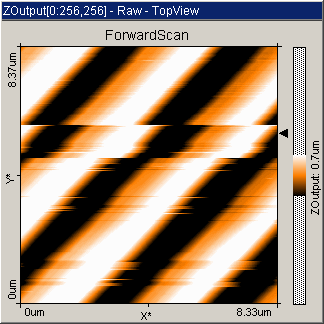 ZOutput[0:256,256] - Raw - TopView
ForwardScan
8.37um
Y*
0um
0um
X*
8.33um
ZOutput: 0.7um